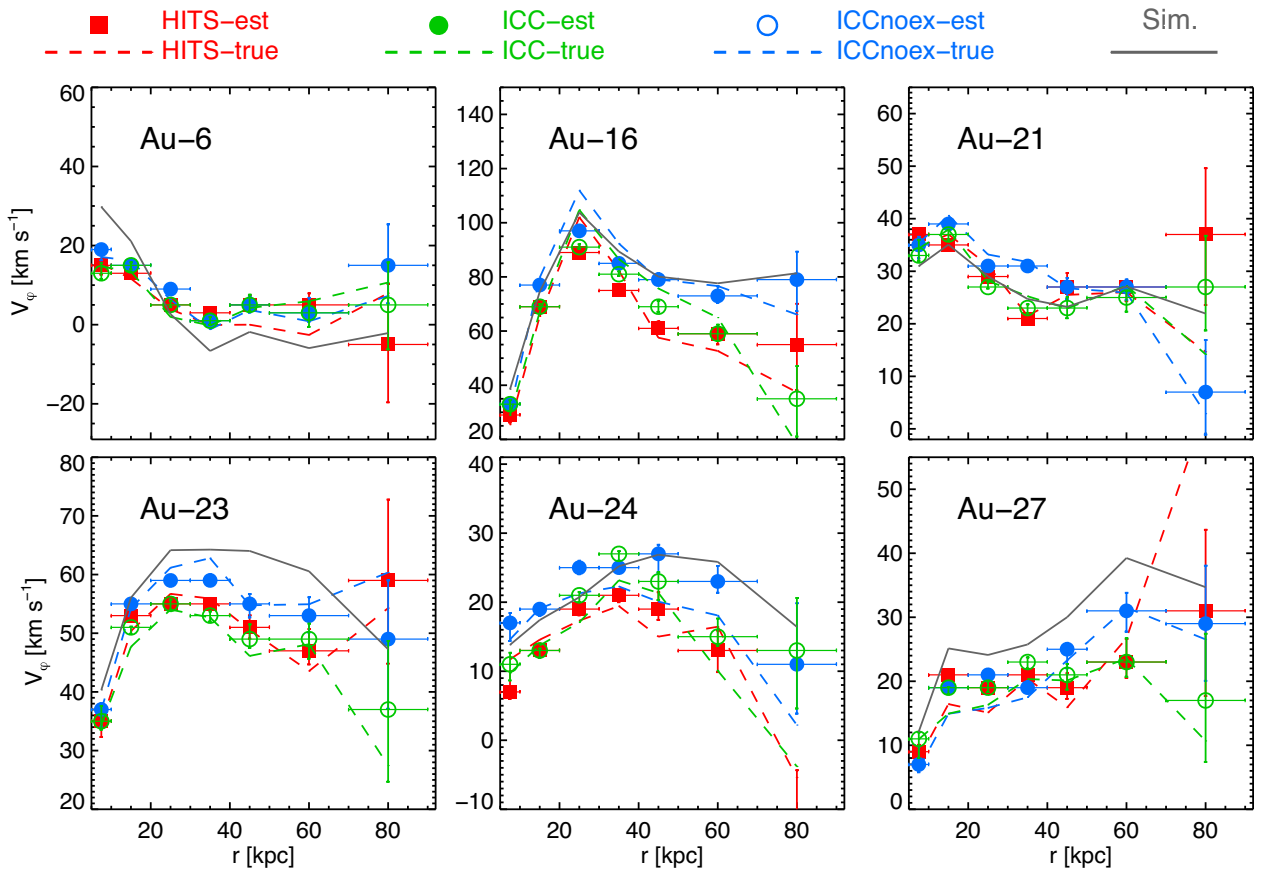 HITS−est ICC−est ICCnoex−est Sim.
HITS−true ICC−true ICCnoex−true
60 40 20 0 −20
V𝜑 [km s−1]
Au−6
140 120 100 80 60 40 20
Au−16
60 50 40 30 20 10 0
Au−21
80 70 60 50 40 30 20
V𝜑 [km s−1]
Au−23
40 30 20 10 0 −10
Au−24
50 40 30 20 10 0
Au−27
20 40 60 80
20 40 60 80
20 40 60 80
r [kpc]
r [kpc]
r [kpc]